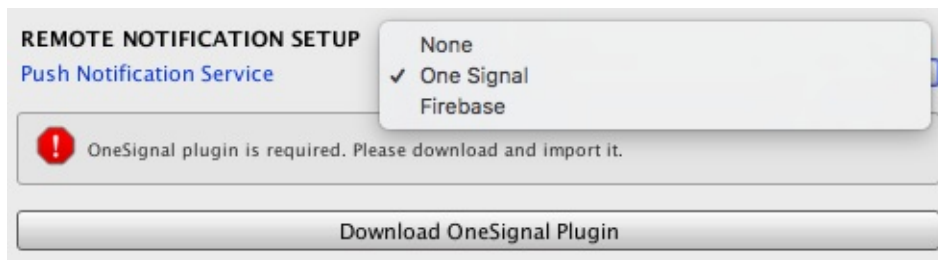 REMOTE NOTIFICATION SETUP
None
Push Notification Service
✓ One Signal
Firebase
OneSignal plugin is required. Please download and import it.
Download OneSignal Plugin